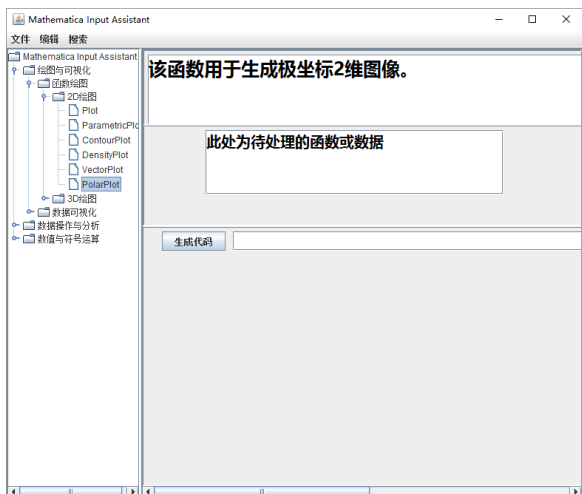 Mathematica Input Assistant
文件 编辑 搜索
Mathematica Input Assistant
绘图与可视化
函数绘图
2D绘图
Plot
ParametricPlo
ContourPlot
DensityPlot
VectorPlot
PolarPlot
3D绘图
数据可视化
数据操作与分析
数值与符号运算
该函数用于生成极坐标2维图像。
此处为待处理的函数或数据
生成代码